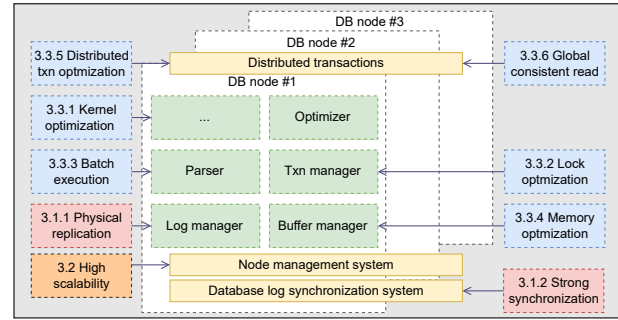 DB node #3
DB node #2
3.3.5 Distributed
txn optmization
Distributed transactions
3.3.6 Global
consistent read
DB node #1
3.3.1 Kernel
optimization
...
Optimizer
3.3.3 Batch
execution
Parser
Txn manager
3.3.2 Lock
optmization
3.1.1 Physical
replication
Log manager
Buffer manager
3.3.4 Memory
optmization
3.2 High
scalability
Node management system
Database log synchronization system
3.1.2 Strong
synchronization